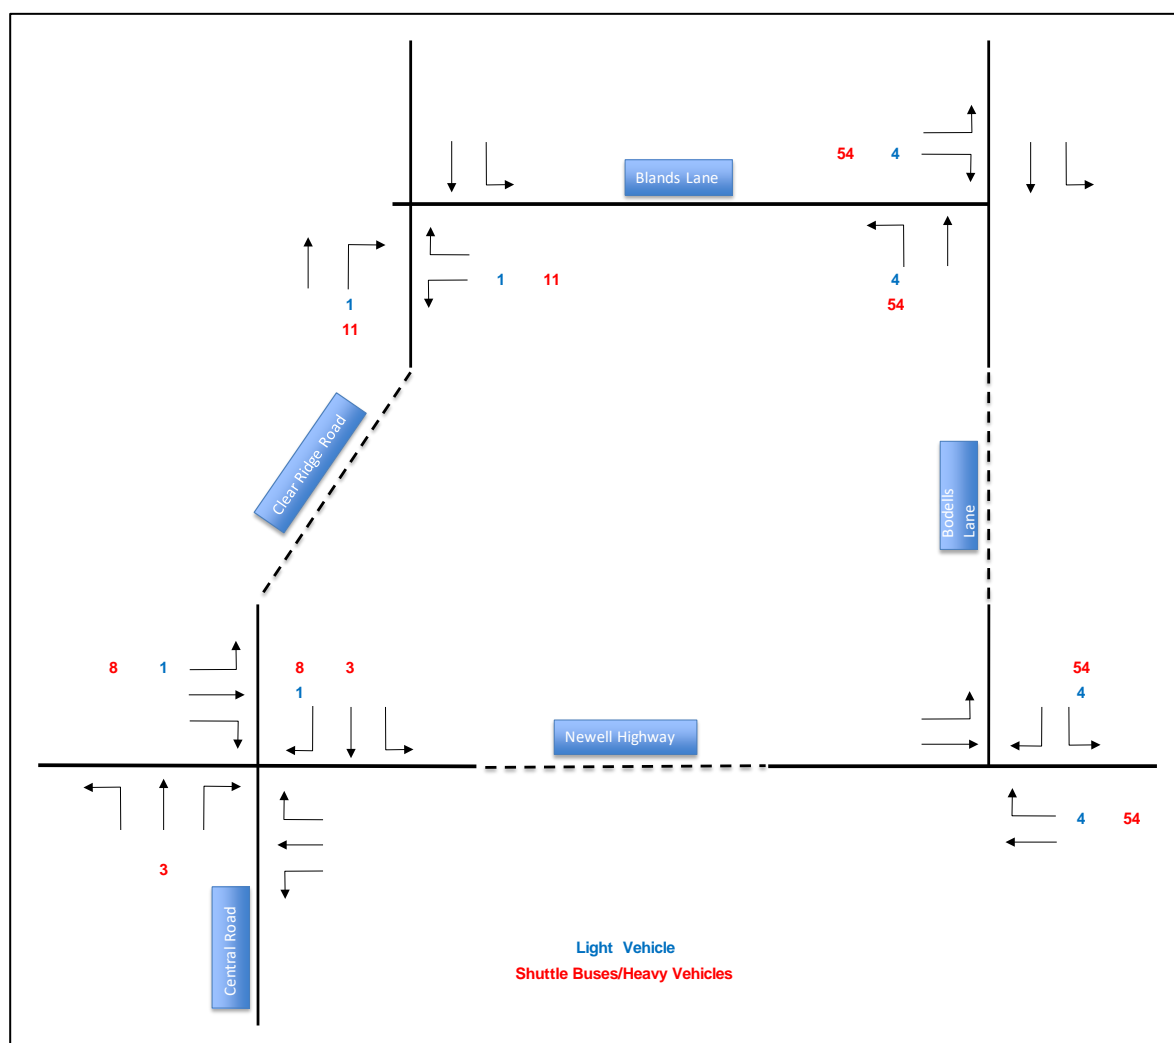 54 4
Blands Lane
1 11
4
54
1
11
Clear Ridge Road
Bodells
Lane
8 1
8 3
1
54
4
Newell Highway
4 54
3
Central Road
Light Vehicle
Shuttle Buses/Heavy Vehicles